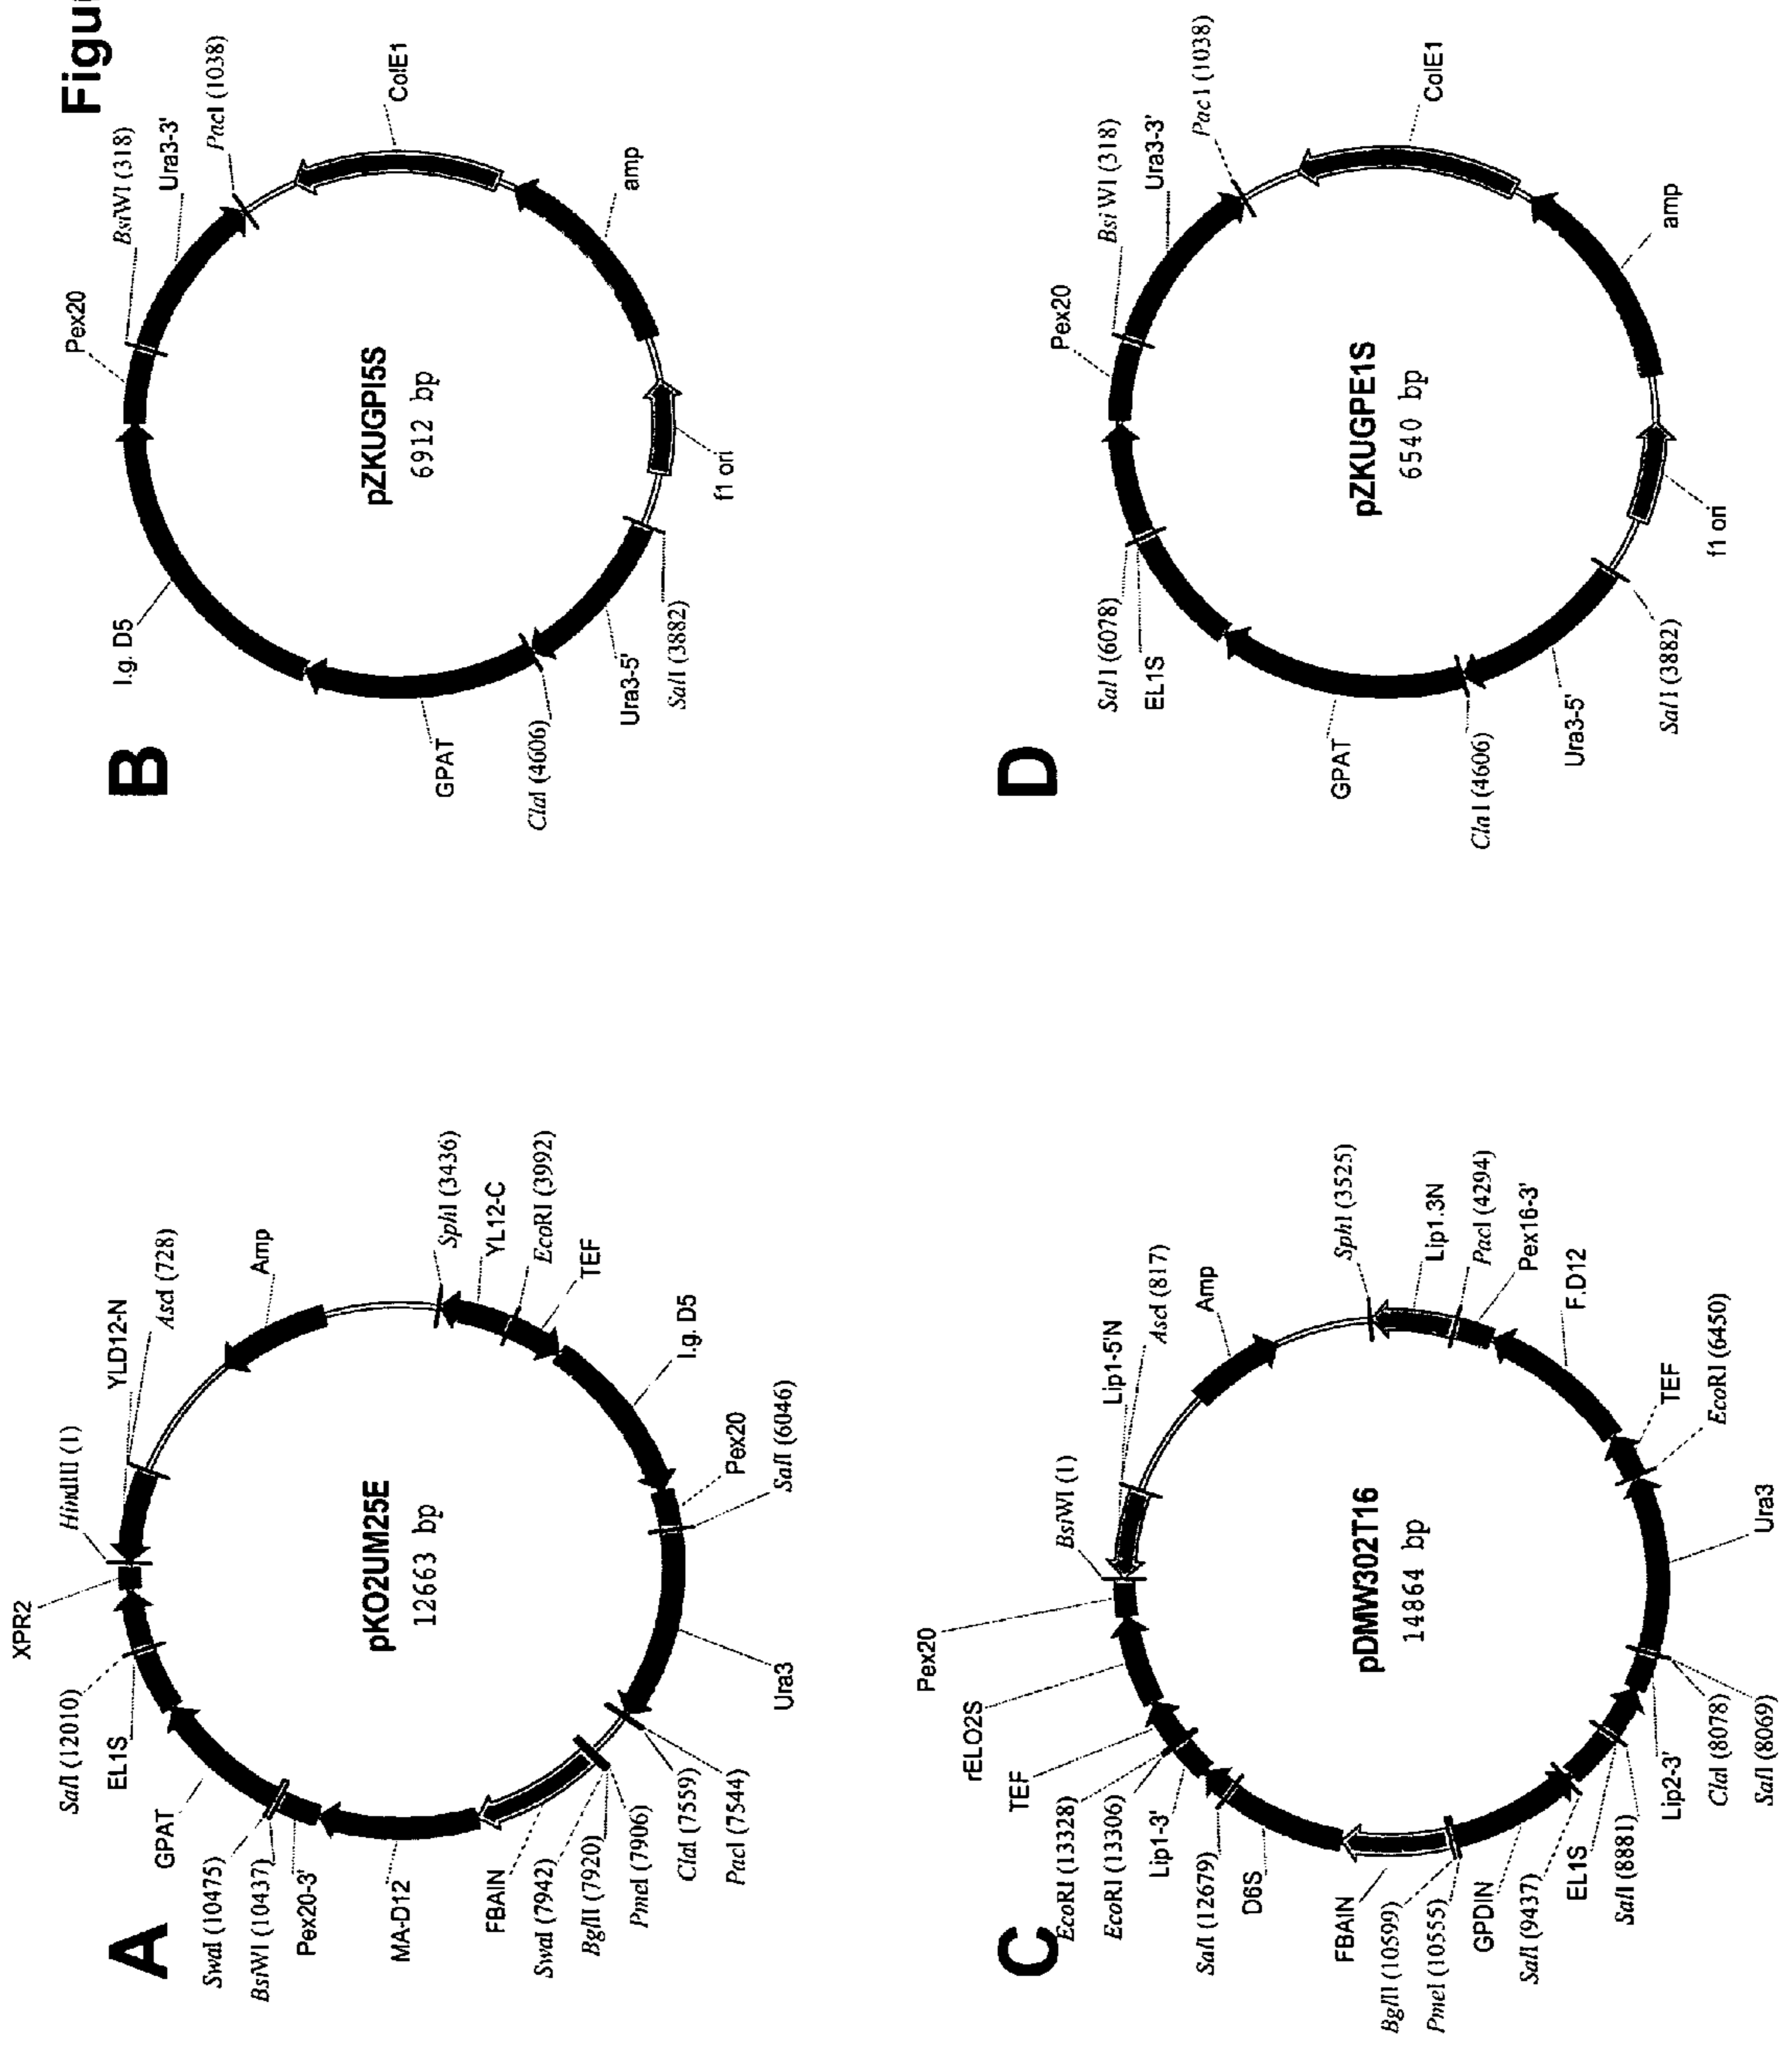 Figu
A
pKO2UM25E
12663 bp
HindIII (1)
YLD12-N
AscI (728)
Amp
SphI (3436)
YL12-C
EcoRI (3992)
TEF
I.g. D5
Pex20
SalI (6046)
Ura3
PacI (7544)
ClaI (7559)
PmeI (7906)
BglII (7920)
SwaI (7942)
FBAIN
MA-D12
Pex20-3'
BsiWI (10437)
SwaI (10475)
GPAT
EL1S
SalI (12010)
XPR2
B
pZKUGPI5S
6912 bp
Pex20
BsiWI (318)
Ura3-3'
PacI (1038)
ColE1
amp
f1 ori
SalI (3882)
Ura3-5'
ClaI (4606)
GPAT
I.g. D5
C
pDMW302T16
14864 bp
BsiWI (1)
Lip1-5'N
AscI (817)
Amp
SphI (3525)
Lip1.3N
PacI (4294)
Pex16-3'
F.D12
TEF
EcoRI (6450)
Ura3
SalI (8069)
ClaI (8078)
Lip2-3'
SalI (8881)
EL1S
SalI (9437)
GPDIN
PmeI (10555)
BglII (10599)
FBAIN
D6S
SalI (12679)
Lip1-3'
EcoRI (13306)
EcoRI (13328)
TEF
rELO2S
Pex20
D
pZKUGPE1S
6540 bp
Pex20
BsiWI (318)
Ura3-3'
PacI (1038)
ColE1
amp
f1 ori
SalI (3882)
Ura3-5'
ClaI (4606)
GPAT
EL1S
SalI (6078)